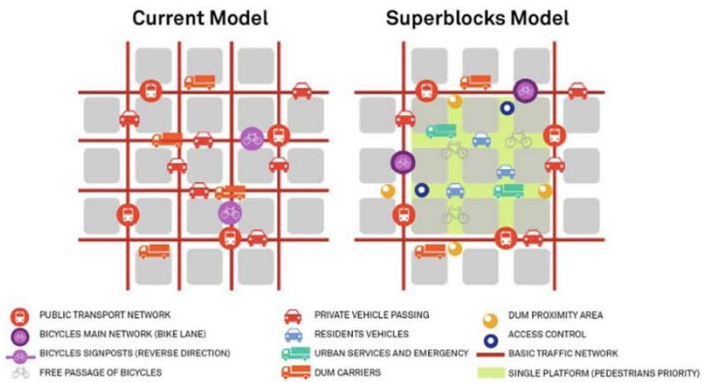 Current Model
Superblocks Model
PUBLIC TRANSPORT NETWORK
BICYCLES MAIN NETWORK (BIKE LANE)
BICYCLES SIGNPOSTS (REVERSE DIRECTION)
FREE PASSAGE OF BICYCLES
PRIVATE VEHICLE PASSING
RESIDENTS VEHICLES
URBAN SERVICES AND EMERGENCY
DUM CARRIERS
DUM PROXIMITY AREA
ACCESS CONTROL
BASIC TRAFFIC NETWORK
SINGLE PLATFORM (PEDESTRIANS PRIORITY)